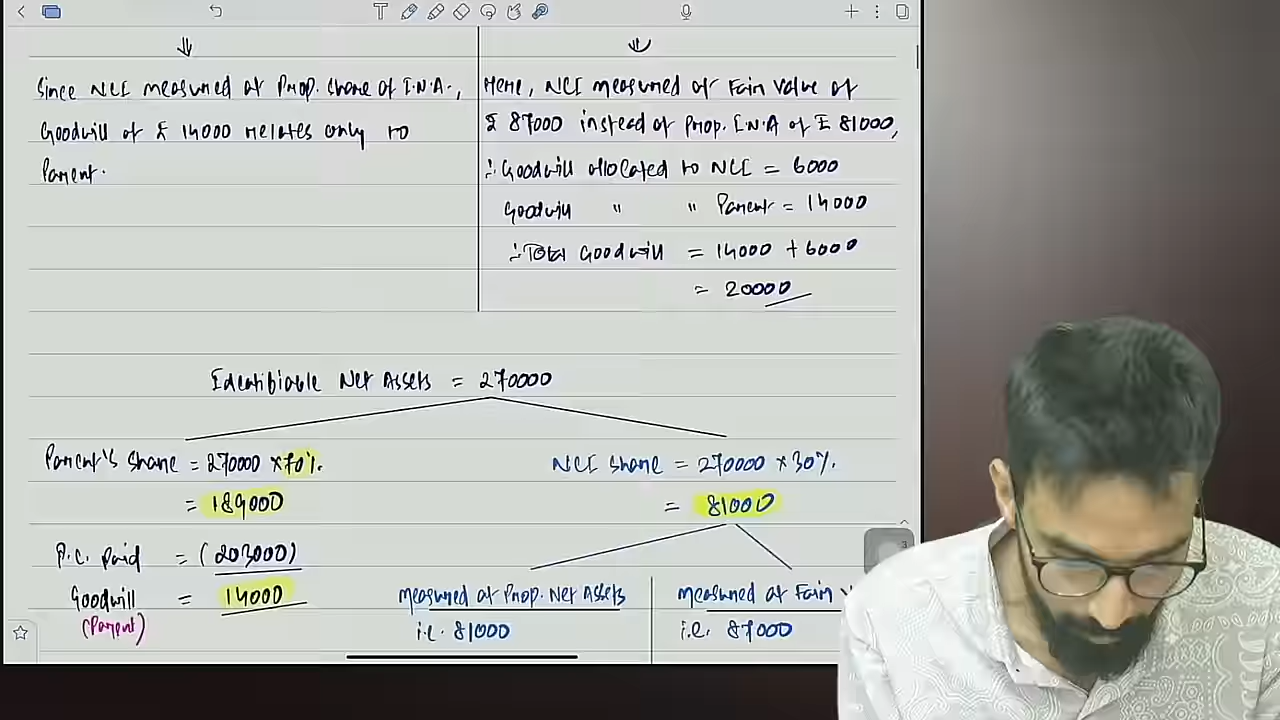 Since NCI measured at Prop. share of I.N.A.,
Goodwill of ₹ 14000 relates only to
Parent.
Here, NCI measured at Fair Value of
₹ 87000 instead of Prop. I.N.A of ₹ 81000,
∴ Goodwill allocated to NCI = 6000
Goodwill " " Parent = 14000
∴ Total Goodwill = 14000 + 6000
= 20000
Identifiable Net Assets = 270000
Parent's Share = 270000 × 70%.
= 189000
P.C. Paid = (203000)
Goodwill = 14000
(Parent)
NCI Share = 270000 × 30%.
= 81000
measured at Prop. Net Assets
i.e. 81000
measured at Fair
i.e. 87000